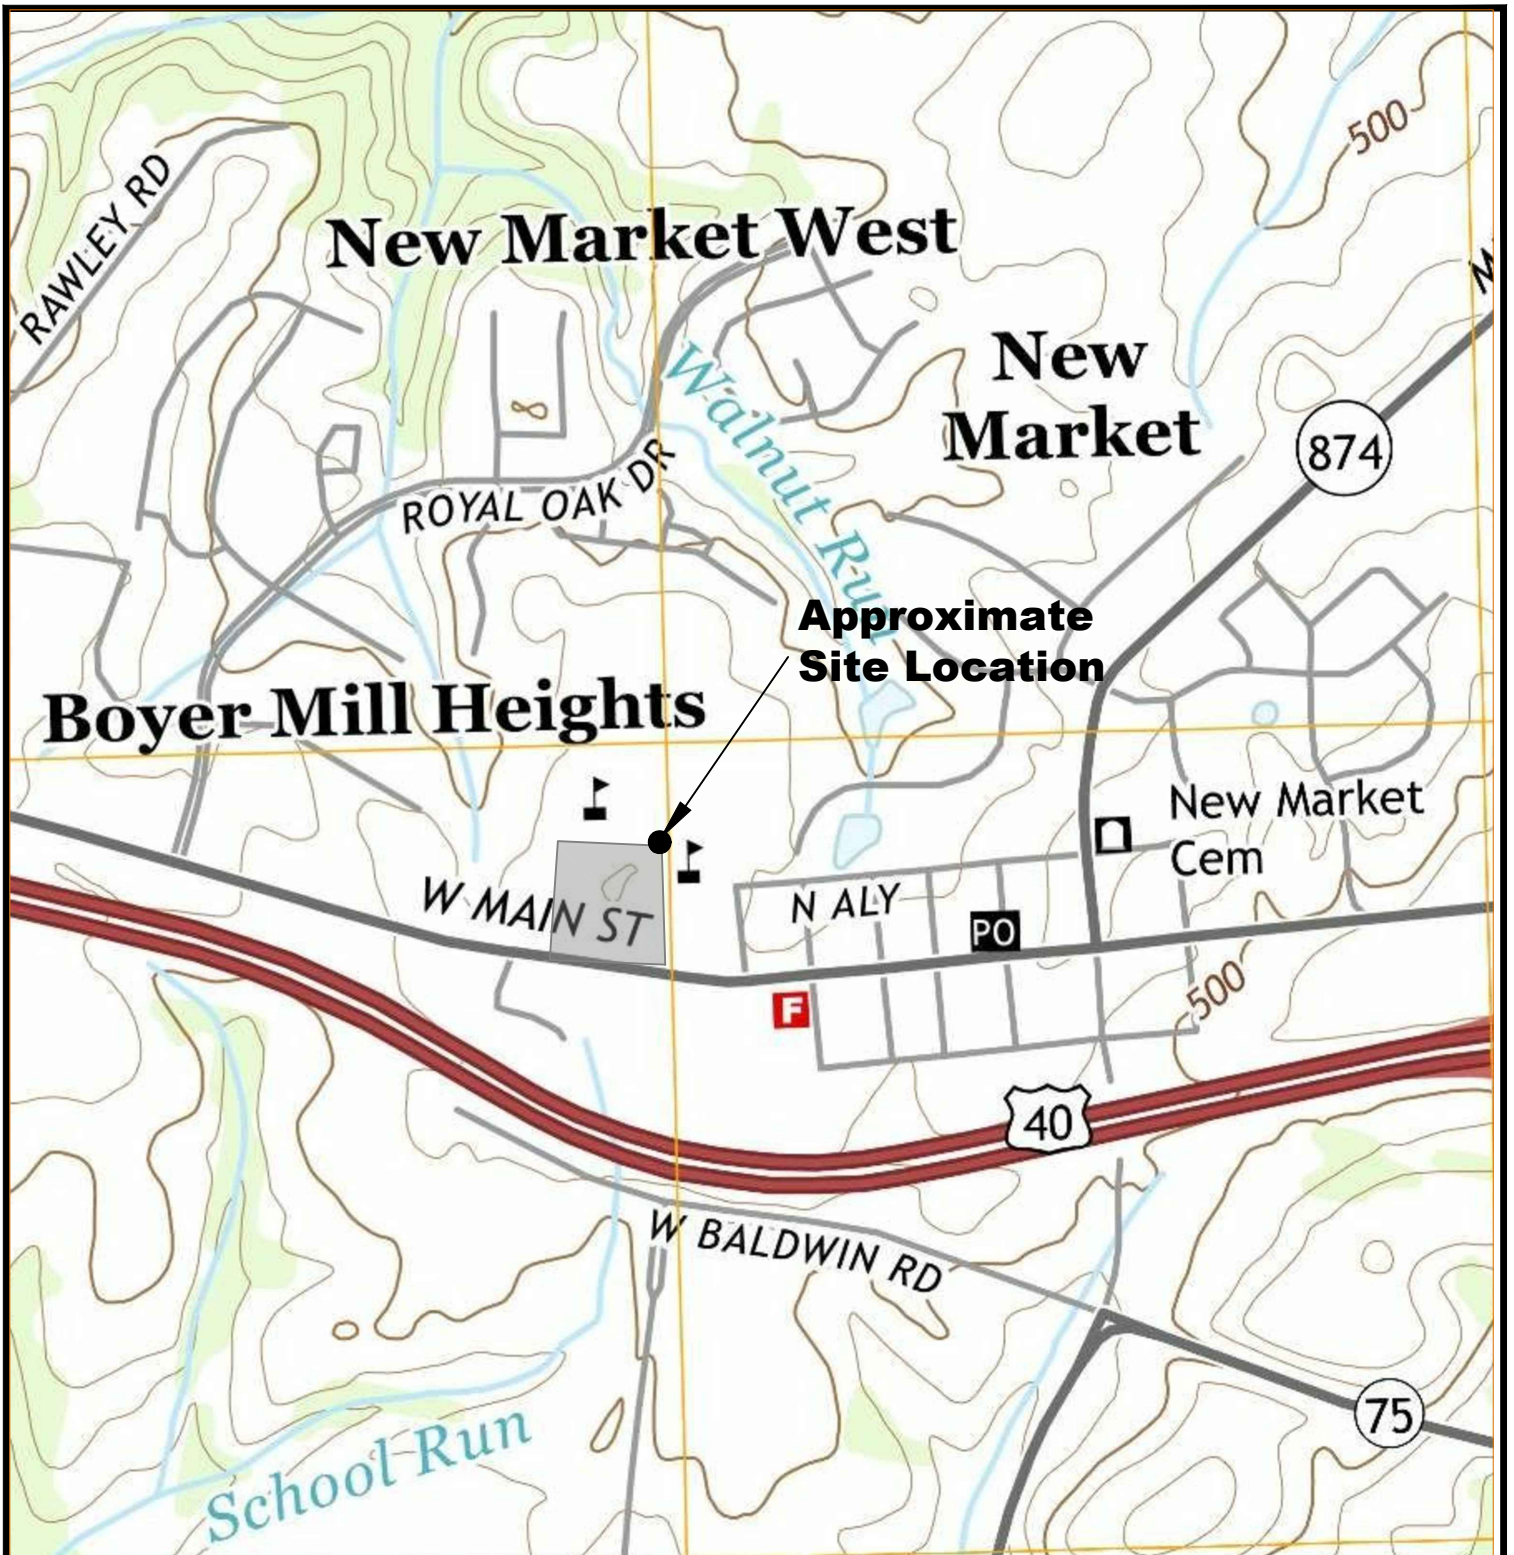 500
RAWLEY RD
New Market West
M
New
Market
Walnut Run
874
ROYAL OAK DR
Approximate
Site Location
Boyer Mill Heights
New Market
Cem
W MAIN ST
N ALY
PO
500
F
40
W BALDWIN RD
75
School Run